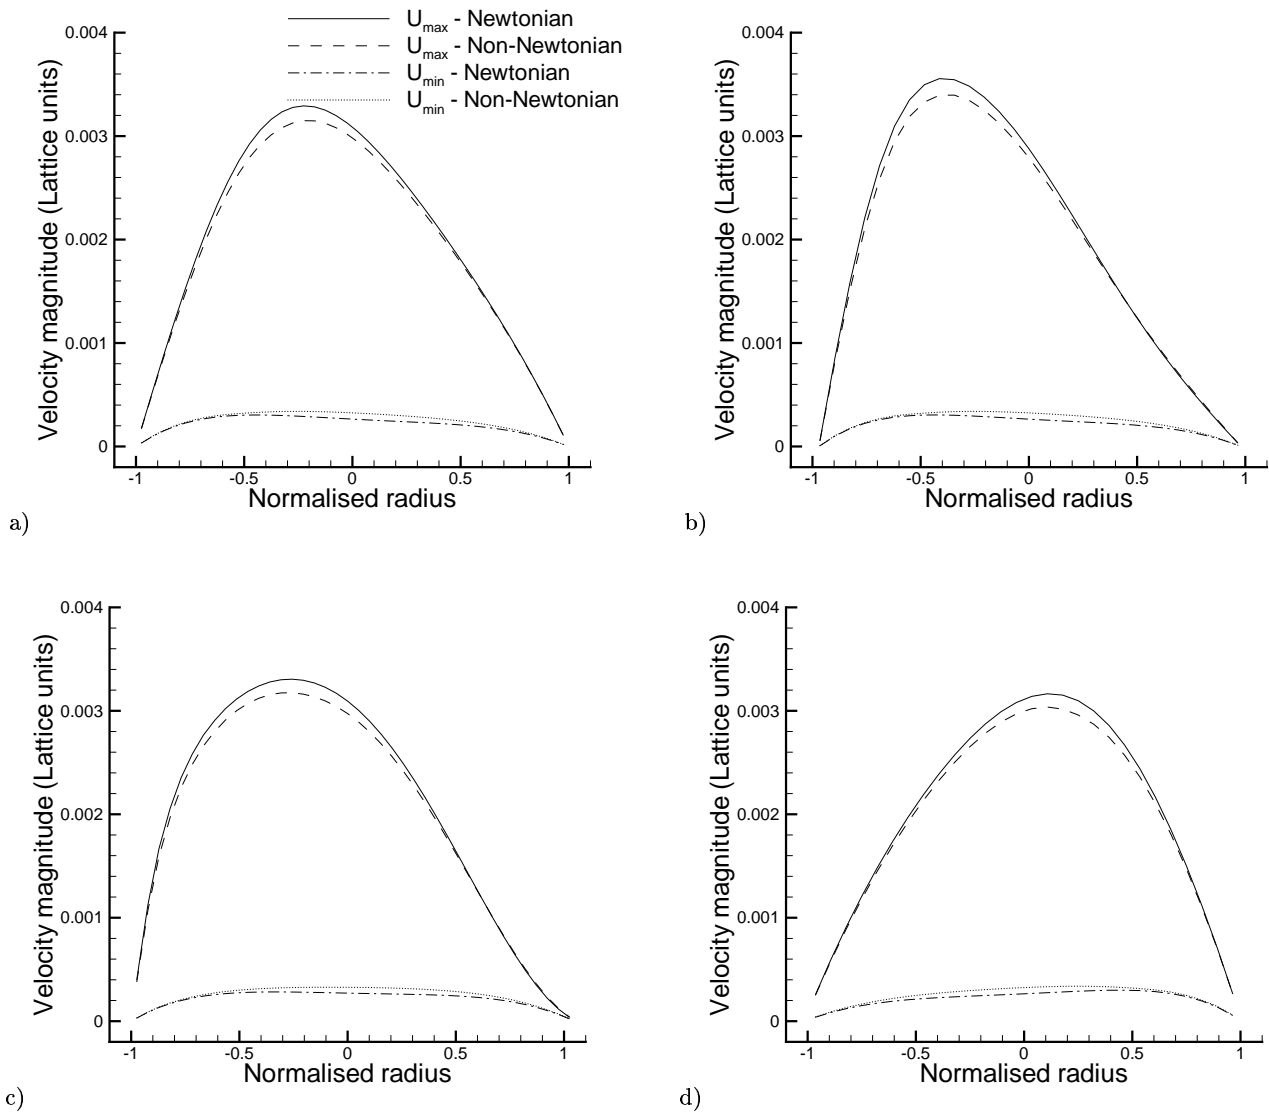 U_max - Newtonian
U_max - Non-Newtonian
U_min - Newtonian
U_min - Non-Newtonian
0.004
0.003
0.002
0.001
0
Velocity magnitude (Lattice units)
-1 -0.5 0 0.5 1
Normalised radius
a)
0.004
0.003
0.002
0.001
0
Velocity magnitude (Lattice units)
-1 -0.5 0 0.5 1
Normalised radius
b)
0.004
0.003
0.002
0.001
0
Velocity magnitude (Lattice units)
-1 -0.5 0 0.5 1
Normalised radius
c)
0.004
0.003
0.002
0.001
0
Velocity magnitude (Lattice units)
-1 -0.5 0 0.5 1
Normalised radius
d)